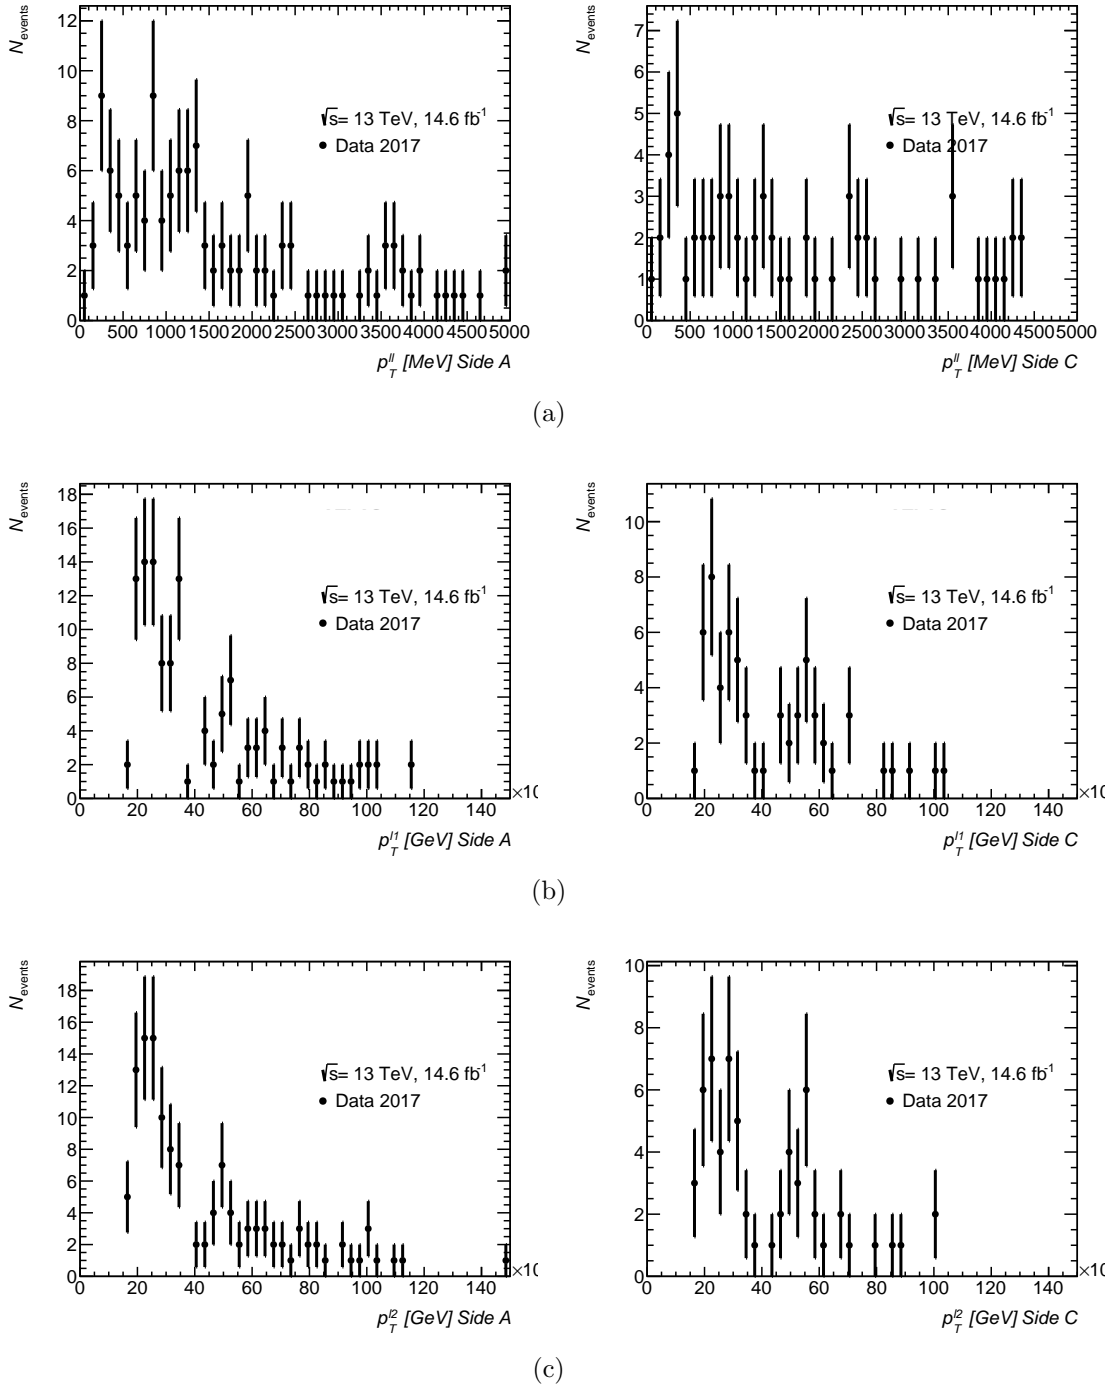 N_events
12
10
8
6
4
2
0
√s= 13 TeV, 14.6 fb⁻¹
Data 2017
0 500 1000 1500 2000 2500 3000 3500 4000 4500 5000
p_T^ll [MeV] Side A
N_events
7
6
5
4
3
2
1
0
√s= 13 TeV, 14.6 fb⁻¹
Data 2017
0 500 1000 1500 2000 2500 3000 3500 4000 4500 5000
p_T^ll [MeV] Side C
(a)
N_events
18
16
14
12
10
8
6
4
2
0
√s= 13 TeV, 14.6 fb⁻¹
Data 2017
0 20 40 60 80 100 120 140
p_T^l1 [GeV] Side A
N_events
10
8
6
4
2
0
√s= 13 TeV, 14.6 fb⁻¹
Data 2017
0 20 40 60 80 100 120 140
p_T^l1 [GeV] Side C
(b)
N_events
18
16
14
12
10
8
6
4
2
0
√s= 13 TeV, 14.6 fb⁻¹
Data 2017
0 20 40 60 80 100 120 140
p_T^l2 [GeV] Side A
N_events
10
8
6
4
2
0
√s= 13 TeV, 14.6 fb⁻¹
Data 2017
0 20 40 60 80 100 120 140
p_T^l2 [GeV] Side C
(c)